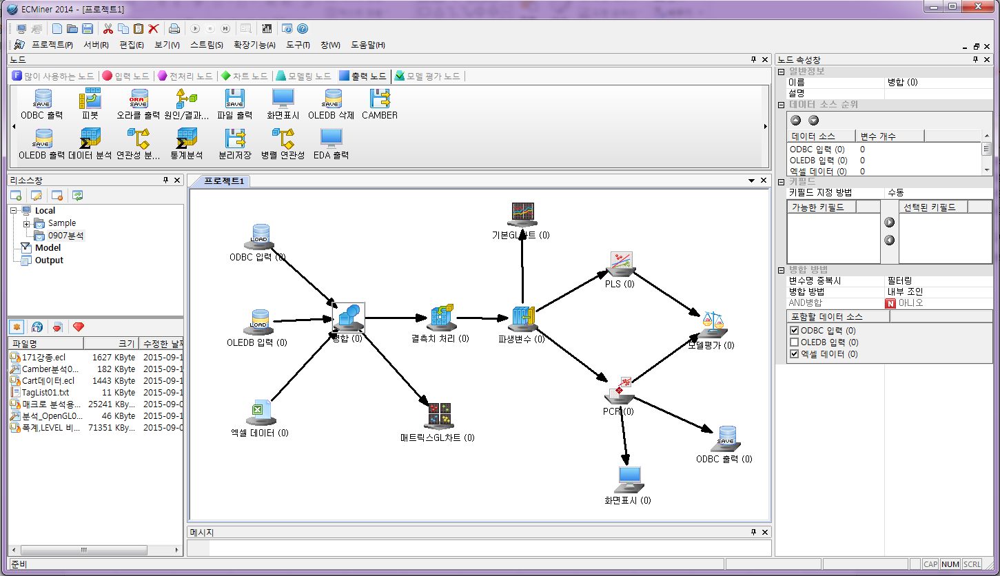 ECMiner 2014 - [프로젝트1]
프로젝트(P) 서버(R) 편집(E) 보기(V) 스트림(S) 확장기능(A) 도구(T) 창(W) 도움말(H)
노드
F 많이 사용하는 노드 입력 노드 전처리 노드 차트 노드 모델링 노드 출력 노드 모델 평가 노드
SAVE ORA SAVE SAVE SAVE
ODBC 출력 피봇 오라클 출력 원인/결과... 파일 출력 화면표시 OLEDB 삭제 CAMBER
SAVE
OLEDB 출력 데이터 분석 연관성 분... 통계분석 분리저장 병렬 연관성 EDA 출력
리소스창
Local
Sample
0907분석
Model
Output
파일명 크기 수정한 날짜
171강종.ecl 1627 KByte 2015-09-1
Camber분석0... 182 KByte 2015-09-1
Cart데이터.ecl 1443 KByte 2015-09-1
TagList01.txt 11 KByte 2015-09-1
매크로 분석용... 25241 KBy... 2015-09-0
분석_OpenGL0... 46 KByte 2015-09-1
폭계,LEVEL 비... 71351 KBy... 2015-09-0
프로젝트1
기본GL차트 (0)
LOAD
ODBC 입력 (0)
PLS (0)
LOAD
OLEDB 입력 (0)
병합 (0)
결측치 처리 (0)
파생변수 (0)
모델평가 (0)
엑셀 데이터 (0)
매트릭스GL차트 (0)
PCR (0)
SAVE
ODBC 출력 (0)
화면표시 (0)
메시지
노드 속성창
일반정보
이름 병합 (0)
설명
데이터 소스 순위
데이터 소스 변수 개수
ODBC 입력 (0) 0
OLEDB 입력 (0) 0
엑셀 데이터 (0) 0
키필드
키필드 지정 방법 수동
가능한 키필드 선택된 키필드
병합 방법
변수명 중복시 필터링
병합 방법 내부 조인
AND병합 N 아니오
포함할 데이터 소스
ODBC 입력 (0)
OLEDB 입력 (0)
엑셀 데이터 (0)
준비 CAP NUM SCRL